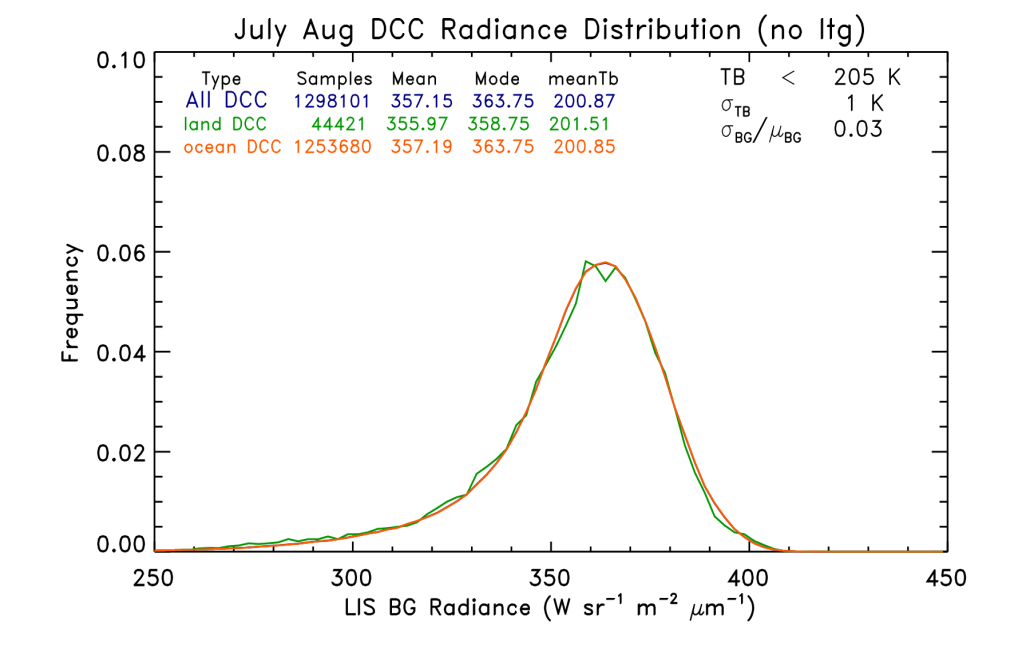 July Aug DCC Radiance Distribution (no ltg)
Type Samples Mean Mode meanTb
All DCC 1298101 357.15 363.75 200.87
land DCC 44421 355.97 358.75 201.51
ocean DCC 1253680 357.19 363.75 200.85
TB < 205 K
σTB 1 K
σBG/μBG 0.03
0.10
0.08
0.06
0.04
0.02
0.00
Frequency
250 300 350 400 450
LIS BG Radiance (W sr⁻¹ m⁻² μm⁻¹)